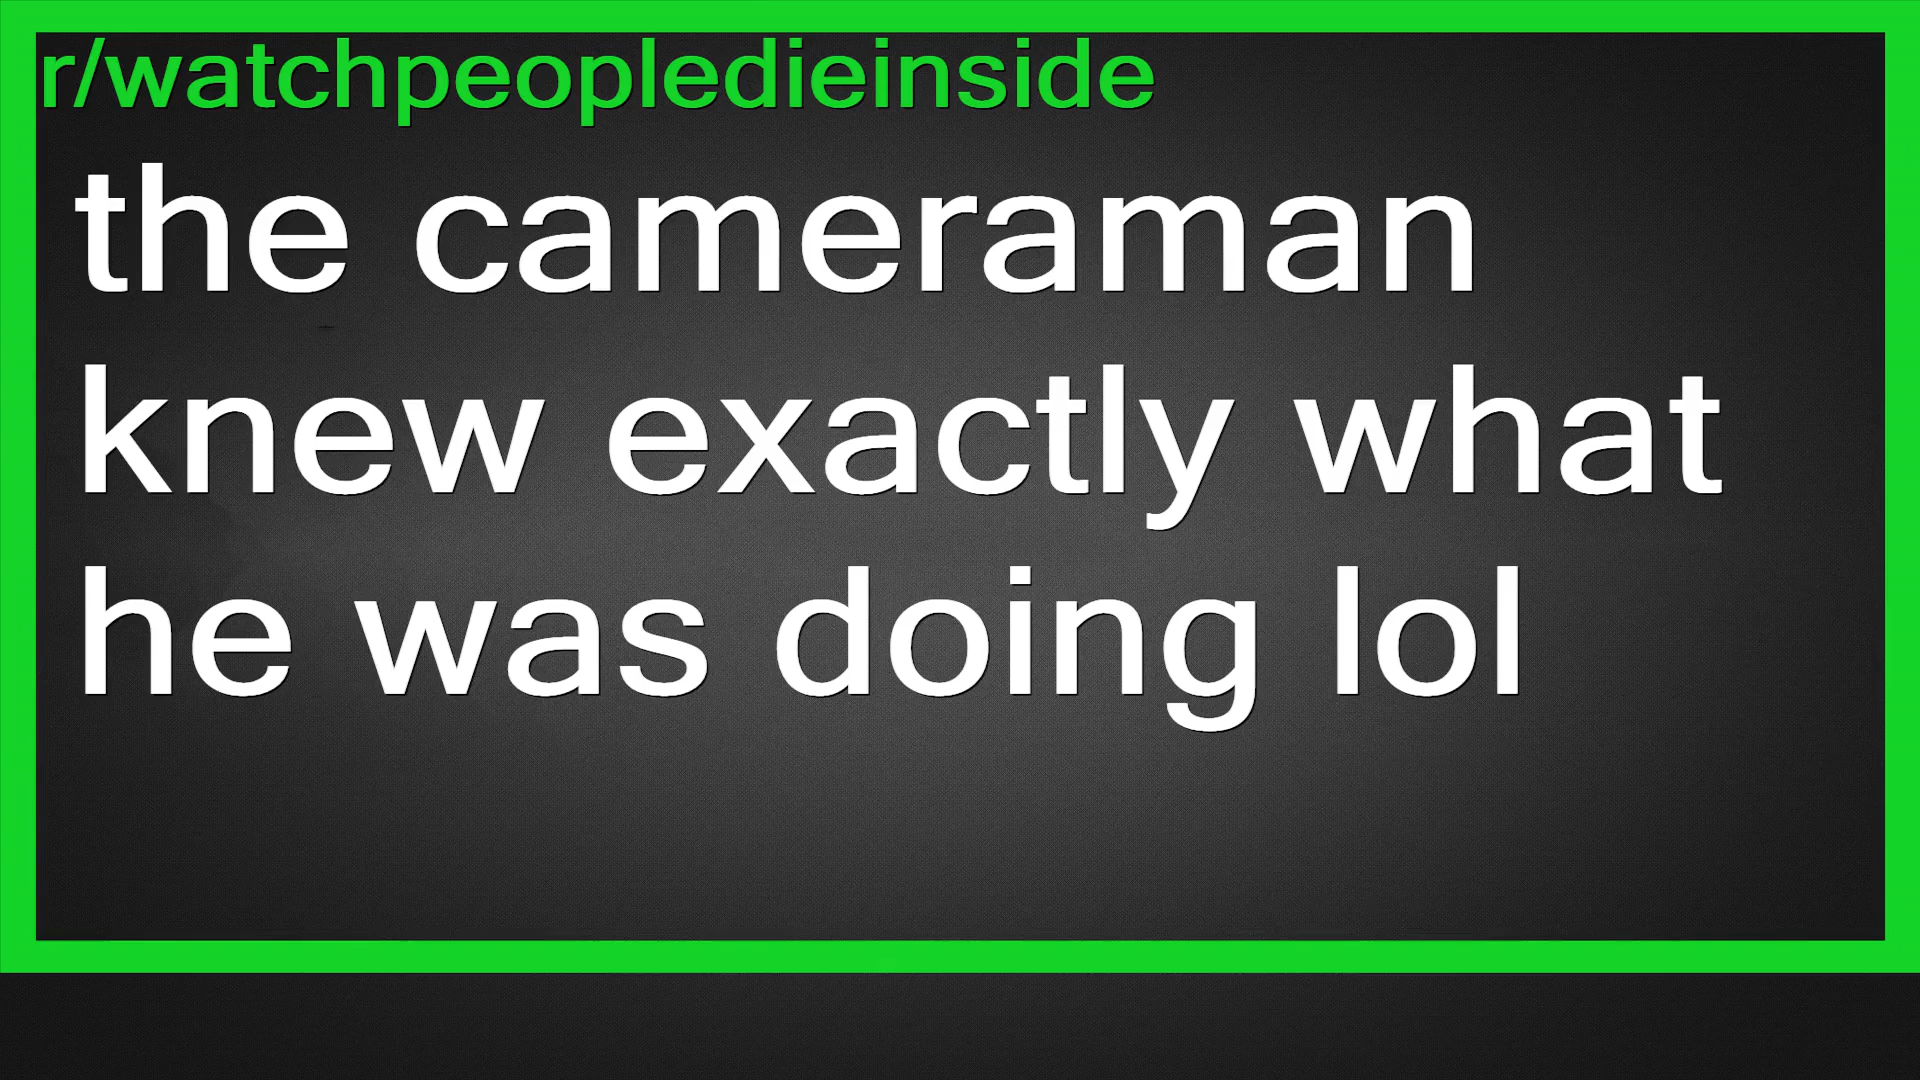 r/watchpeopledieinside
the cameraman
knew exactly what
he was doing lol